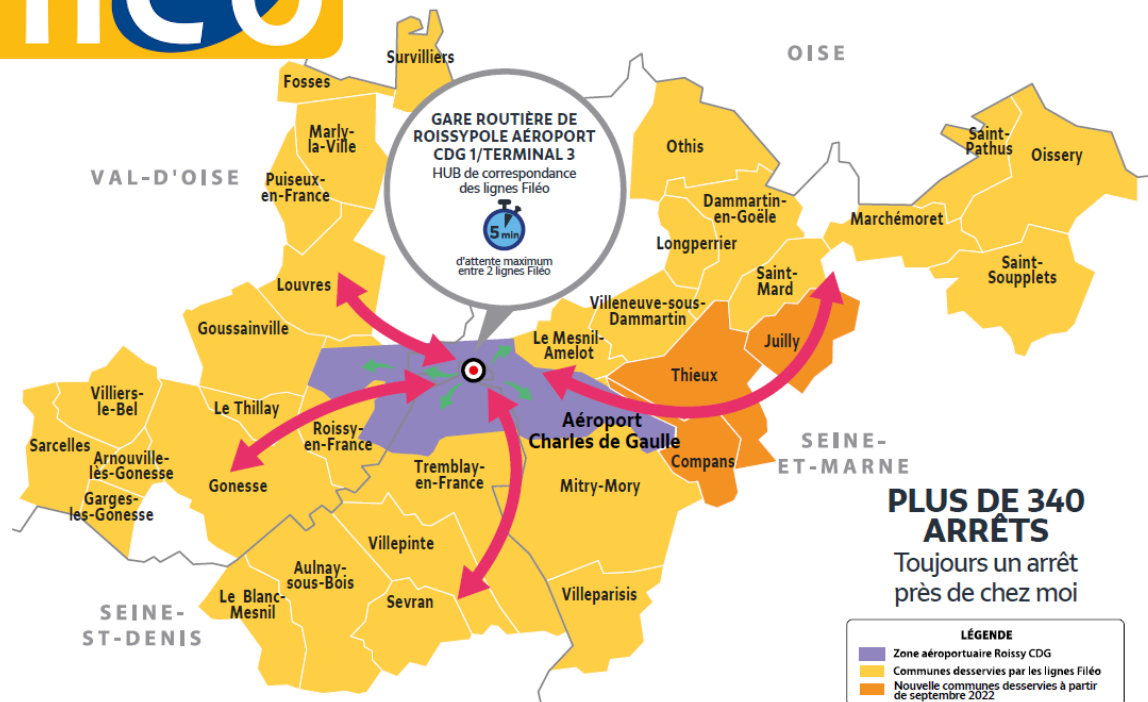 OISE
Survilliers
Fosses
GARE ROUTIÈRE DE
ROISSYPOLE AÉROPORT
CDG 1/TERMINAL 3
HUB de correspondance
des lignes Filéo
5 min
d'attente maximum
entre 2 lignes Filéo
Marly-
la-Ville
VAL-D'OISE
Puiseux-
en-France
Othis
Saint-
Pathus
Oissery
Dammartin-
en-Goële
Marchémoret
Longperrier
Saint-
Mard
Saint-
Soupplets
Louvres
Villeneuve-sous-
Dammartin
Goussainville
Le Mesnil-
Amelot
Juilly
Thieux
Villiers-
le-Bel
Le Thillay
Roissy-
en-France
Aéroport
Charles de Gaulle
Sarcelles
Arnouville-
lès-Gonesse
Garges-
les-Gonesse
Gonesse
Tremblay-
en-France
Compans
Mitry-Mory
SEINE-
ET-MARNE
Villepinte
Aulnay-
sous-Bois
Le Blanc-
Mesnil
Sevran
Villeparisis
SEINE-
ST-DENIS
PLUS DE 340
ARRÊTS
Toujours un arrêt
près de chez moi
LÉGENDE
Zone aéroportuaire Roissy CDG
Communes desservies par les lignes Filéo
Nouvelle communes desservies à partir
de septembre 2022